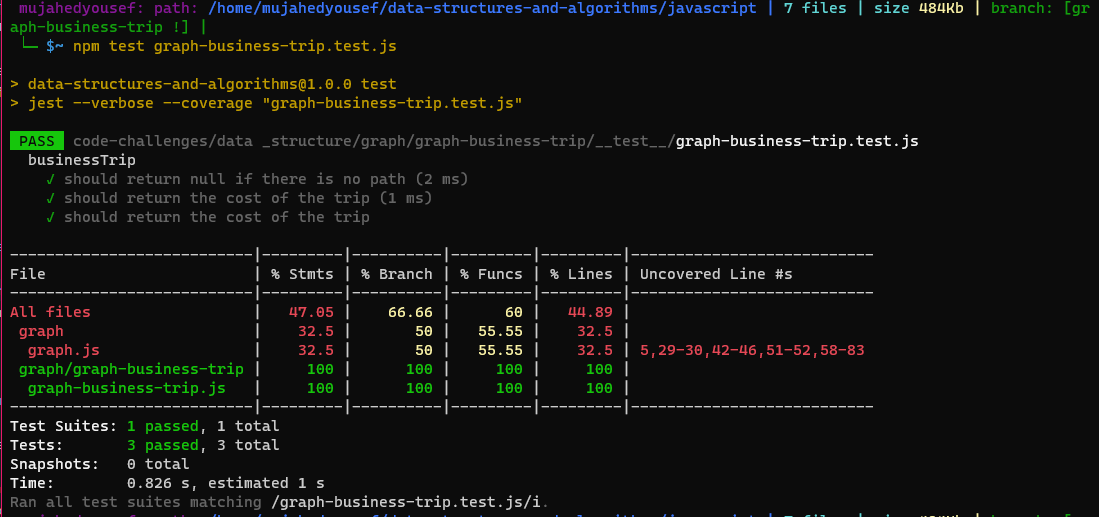 mujahedyousef: path: /home/mujahedyousef/data-structures-and-algorithms/javascript | 7 files | size 484Kb | branch: [gr
aph-business-trip !] |
└─ $~ npm test graph-business-trip.test.js
> data-structures-and-algorithms@1.0.0 test
> jest --verbose --coverage "graph-business-trip.test.js"
PASS code-challenges/data _structure/graph/graph-business-trip/__test__/graph-business-trip.test.js
businessTrip
√ should return null if there is no path (2 ms)
√ should return the cost of the trip (1 ms)
√ should return the cost of the trip
---------------------------|---------|----------|---------|---------|---------------------------
File                       | % Stmts | % Branch | % Funcs | % Lines | Uncovered Line #s
---------------------------|---------|----------|---------|---------|---------------------------
All files                  |   47.05 |    66.66 |      60 |   44.89 |
 graph                     |    32.5 |       50 |   55.55 |    32.5 |
  graph.js                 |    32.5 |       50 |   55.55 |    32.5 | 5,29-30,42-46,51-52,58-83
 graph/graph-business-trip |     100 |      100 |     100 |     100 |
  graph-business-trip.js   |     100 |      100 |     100 |     100 |
---------------------------|---------|----------|---------|---------|---------------------------
Test Suites: 1 passed, 1 total
Tests:       3 passed, 3 total
Snapshots:   0 total
Time:        0.826 s, estimated 1 s
Ran all test suites matching /graph-business-trip.test.js/i.